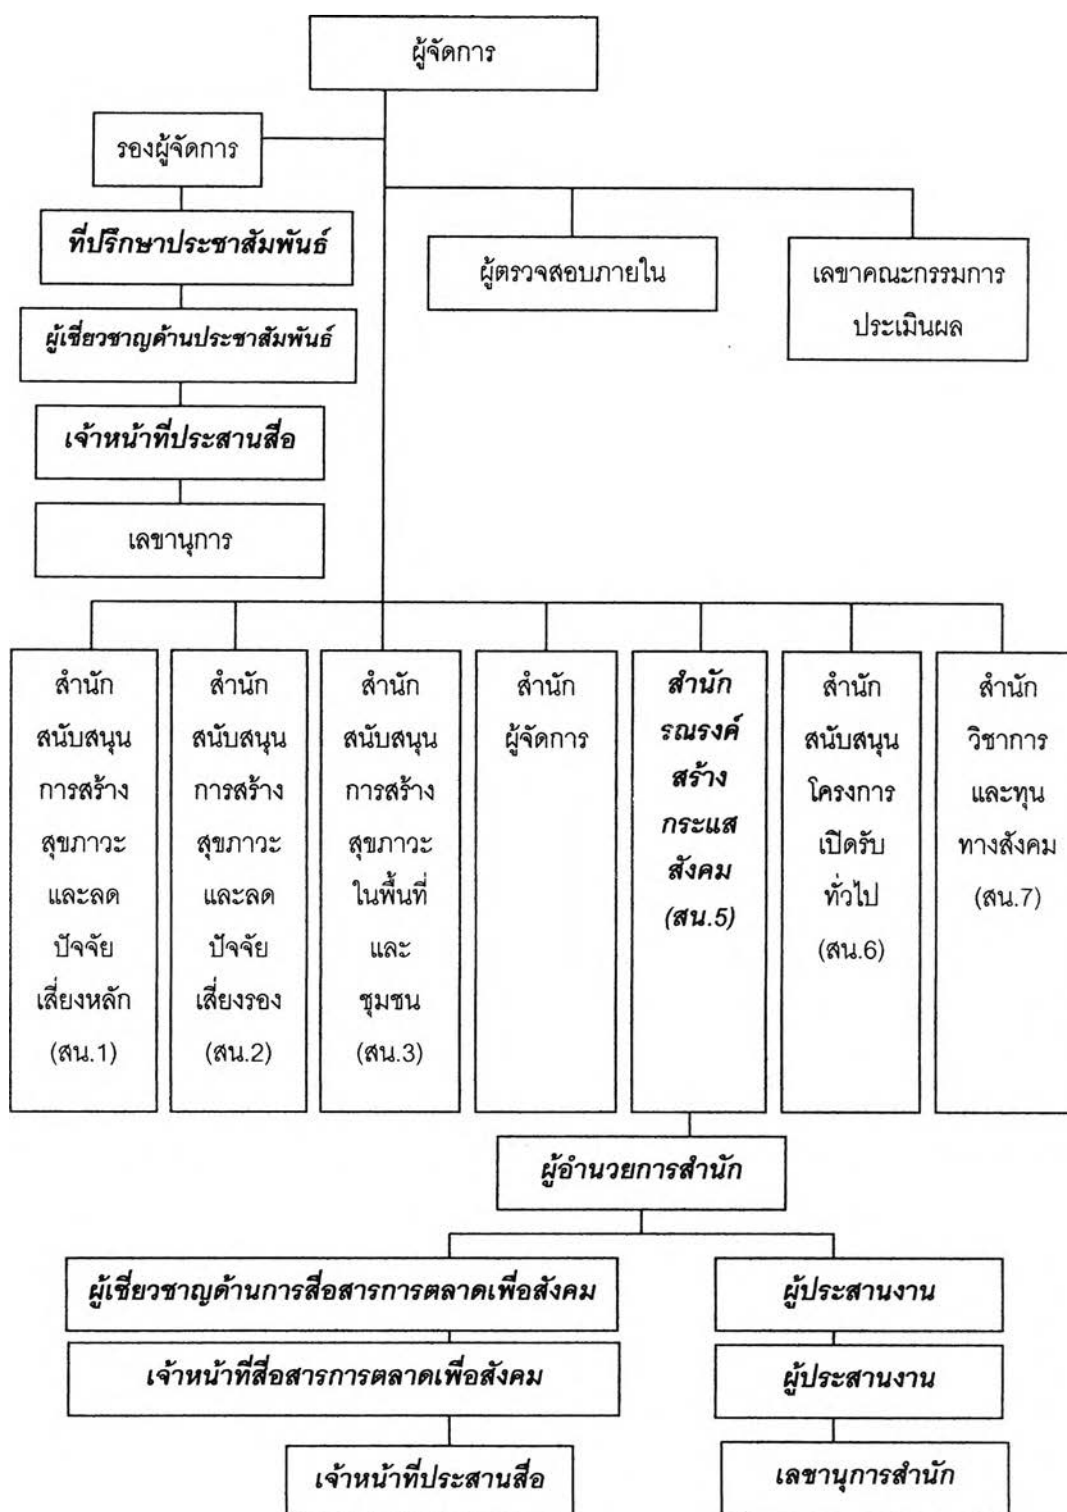 ผู้จัดการ
รองผู้จัดการ
ที่ปรึกษาประชาสัมพันธ์
ผู้เชี่ยวชาญด้านประชาสัมพันธ์
เจ้าหน้าที่ประสานสื่อ
เลขานุการ
ผู้ตรวจสอบภายใน
เลขาคณะกรรมการ
ประเมินผล
สำนัก
สนับสนุน
การสร้าง
สุขภาวะ
และลด
ปัจจัย
เสี่ยงหลัก
(สน.1)
สำนัก
สนับสนุน
การสร้าง
สุขภาวะ
และลด
ปัจจัย
เสี่ยงรอง
(สน.2)
สำนัก
สนับสนุน
การสร้าง
สุขภาวะ
ในพื้นที่
และ
ชุมชน
(สน.3)
สำนัก
ผู้จัดการ
สำนัก
รณรงค์
สร้าง
กระแส
สังคม
(สน.5)
สำนัก
สนับสนุน
โครงการ
เปิดรับ
ทั่วไป
(สน.6)
สำนัก
วิชาการ
และทุน
ทางสังคม
(สน.7)
ผู้อำนวยการสำนัก
ผู้เชี่ยวชาญด้านการสื่อสารการตลาดเพื่อสังคม
เจ้าหน้าที่สื่อสารการตลาดเพื่อสังคม
เจ้าหน้าที่ประสานสื่อ
ผู้ประสานงาน
ผู้ประสานงาน
เลขานุการสำนัก